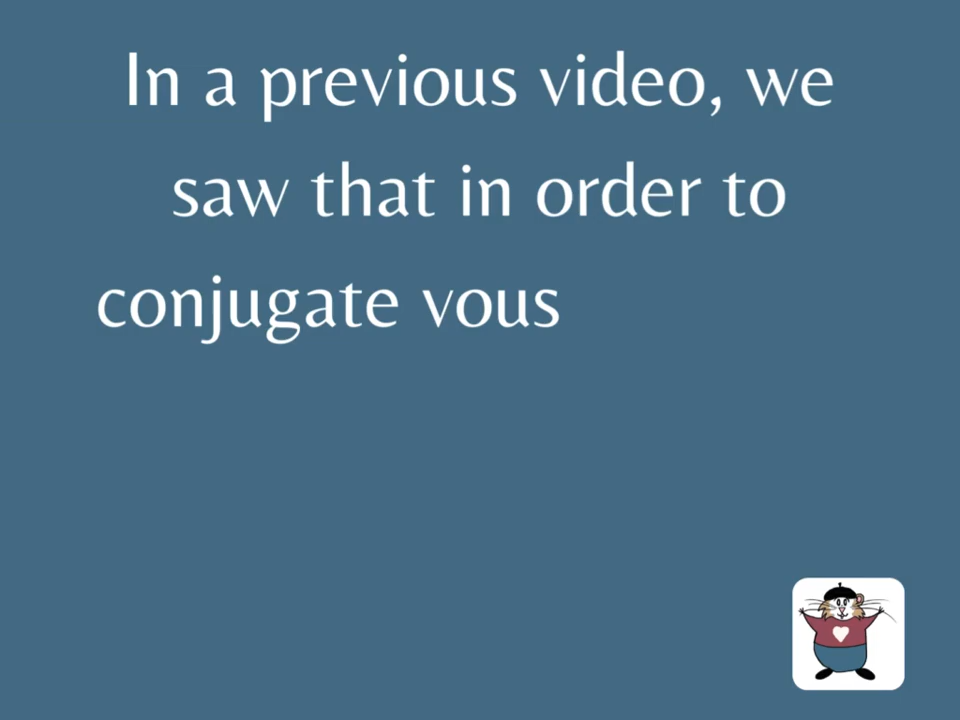 In a previous video, we
saw that in order to
conjugate vous